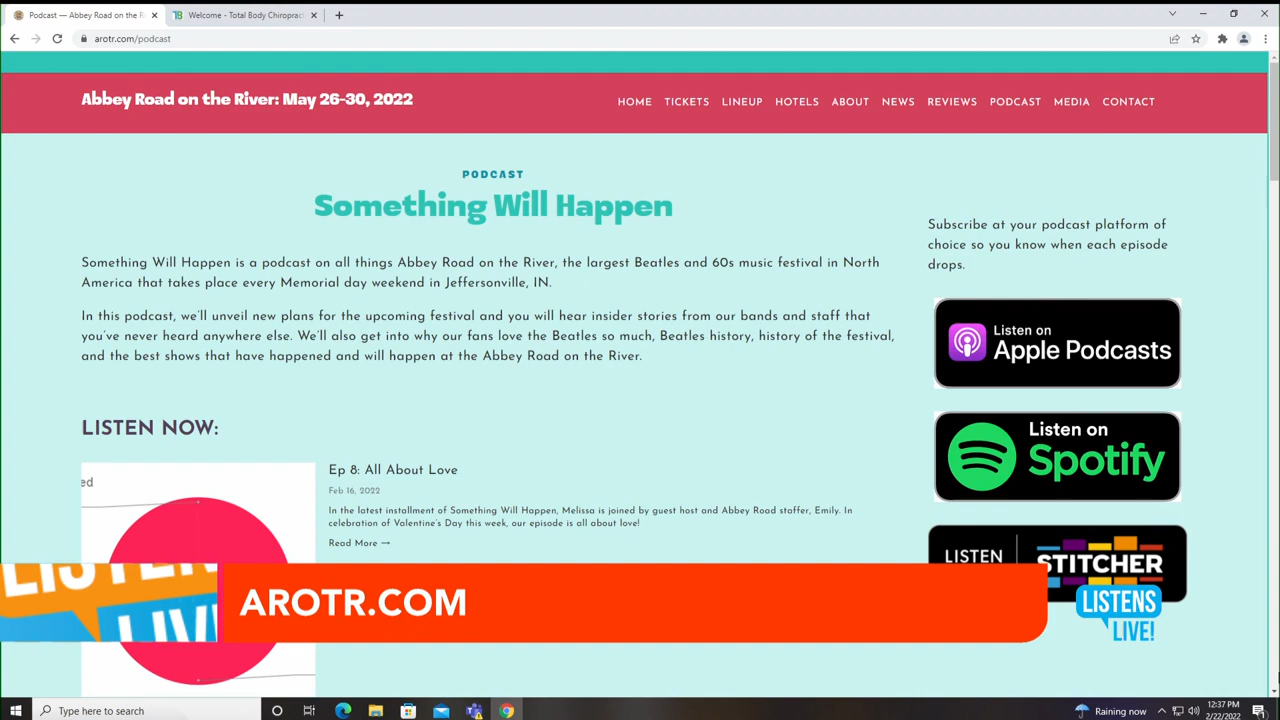 Podcast — Abbey Road on the R
Welcome - Total Body Chiroprac
arotr.com/podcast
Abbey Road on the River: May 26-30, 2022
HOME TICKETS LINEUP HOTELS ABOUT NEWS REVIEWS PODCAST MEDIA CONTACT
PODCAST
Something Will Happen
Something Will Happen is a podcast on all things Abbey Road on the River, the largest Beatles and 60s music festival in North
America that takes place every Memorial day weekend in Jeffersonville, IN.
In this podcast, we'll unveil new plans for the upcoming festival and you will hear insider stories from our bands and staff that
you've never heard anywhere else. We'll also get into why our fans love the Beatles so much, Beatles history, history of the festival,
and the best shows that have happened and will happen at the Abbey Road on the River.
Subscribe at your podcast platform of
choice so you know when each episode
drops.
Listen on
Apple Podcasts
Listen on
Spotify
LISTEN
STITCHER
LISTEN NOW:
ed
Ep 8: All About Love
Feb 16, 2022
In the latest installment of Something Will Happen, Melissa is joined by guest host and Abbey Road staffer, Emily. In
celebration of Valentine's Day this week, our episode is all about love!
Read More →
LISTENS
LIVE
AROTR.COM
LISTENS
LIVE!
Type here to search
Raining now
12:37 PM
2/22/2022